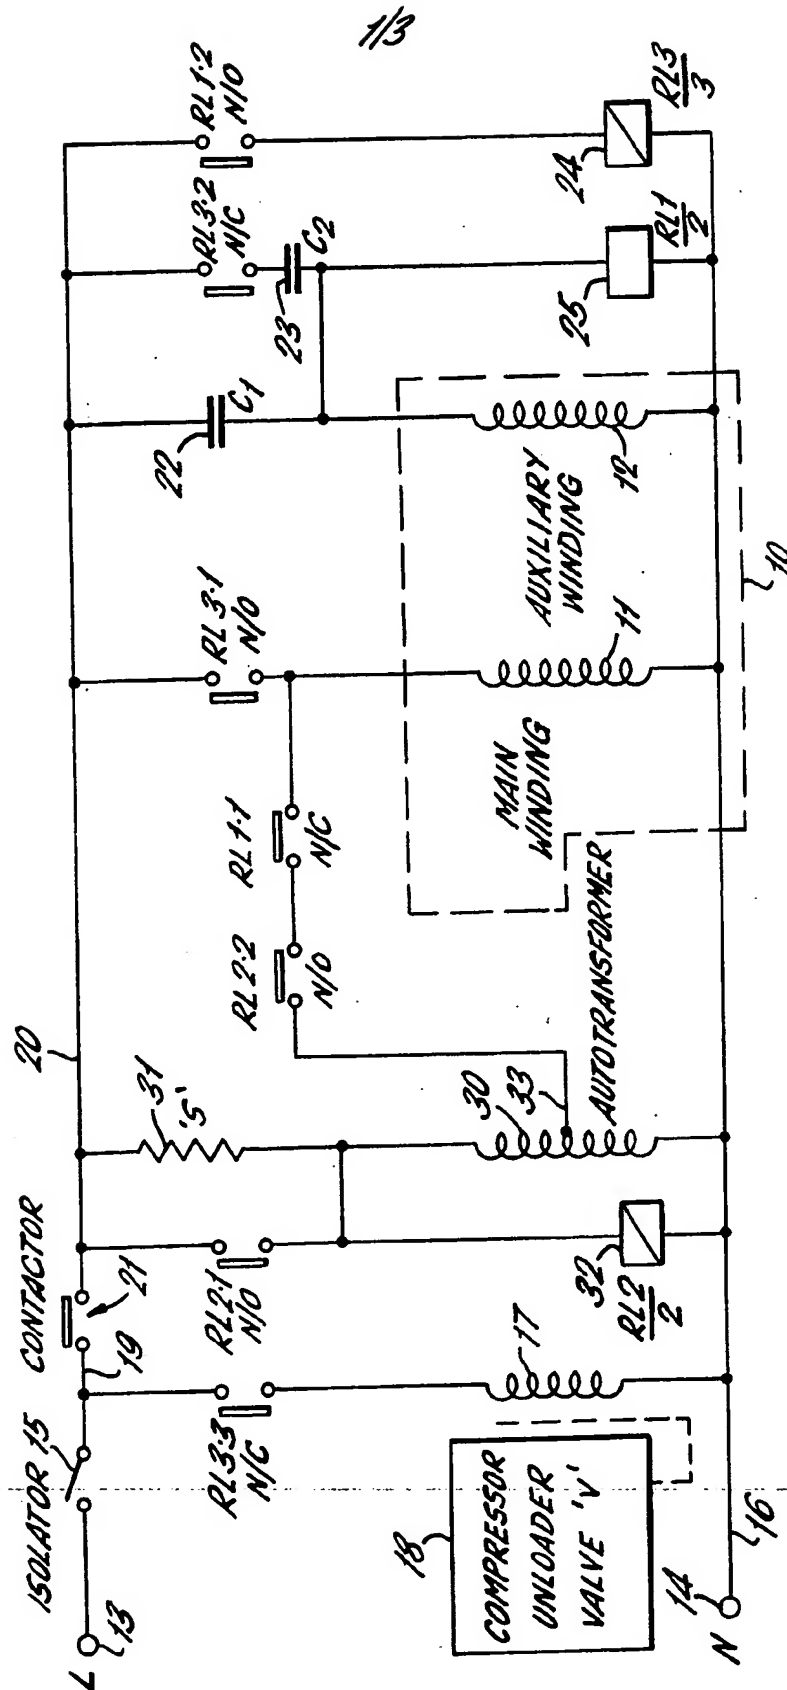 1/3
L
13
ISOLATOR 15
19
CONTACTOR
21
20
RL3·3
N/C
17
18
COMPRESSOR
UNLOADER
VALVE 'V'
N
14
16
RL2·1
N/O
32
RL2
2
31
'S'
30
33
AUTOTRANSFORMER
RL2·2
N/O
RL1·1
N/C
RL3·1
N/O
MAIN
WINDING
11
AUXILIARY
WINDING
12
10
22
C1
RL3·2
N/C
23
C2
25
RL1
2
RL1·2
N/O
24
RL3
3